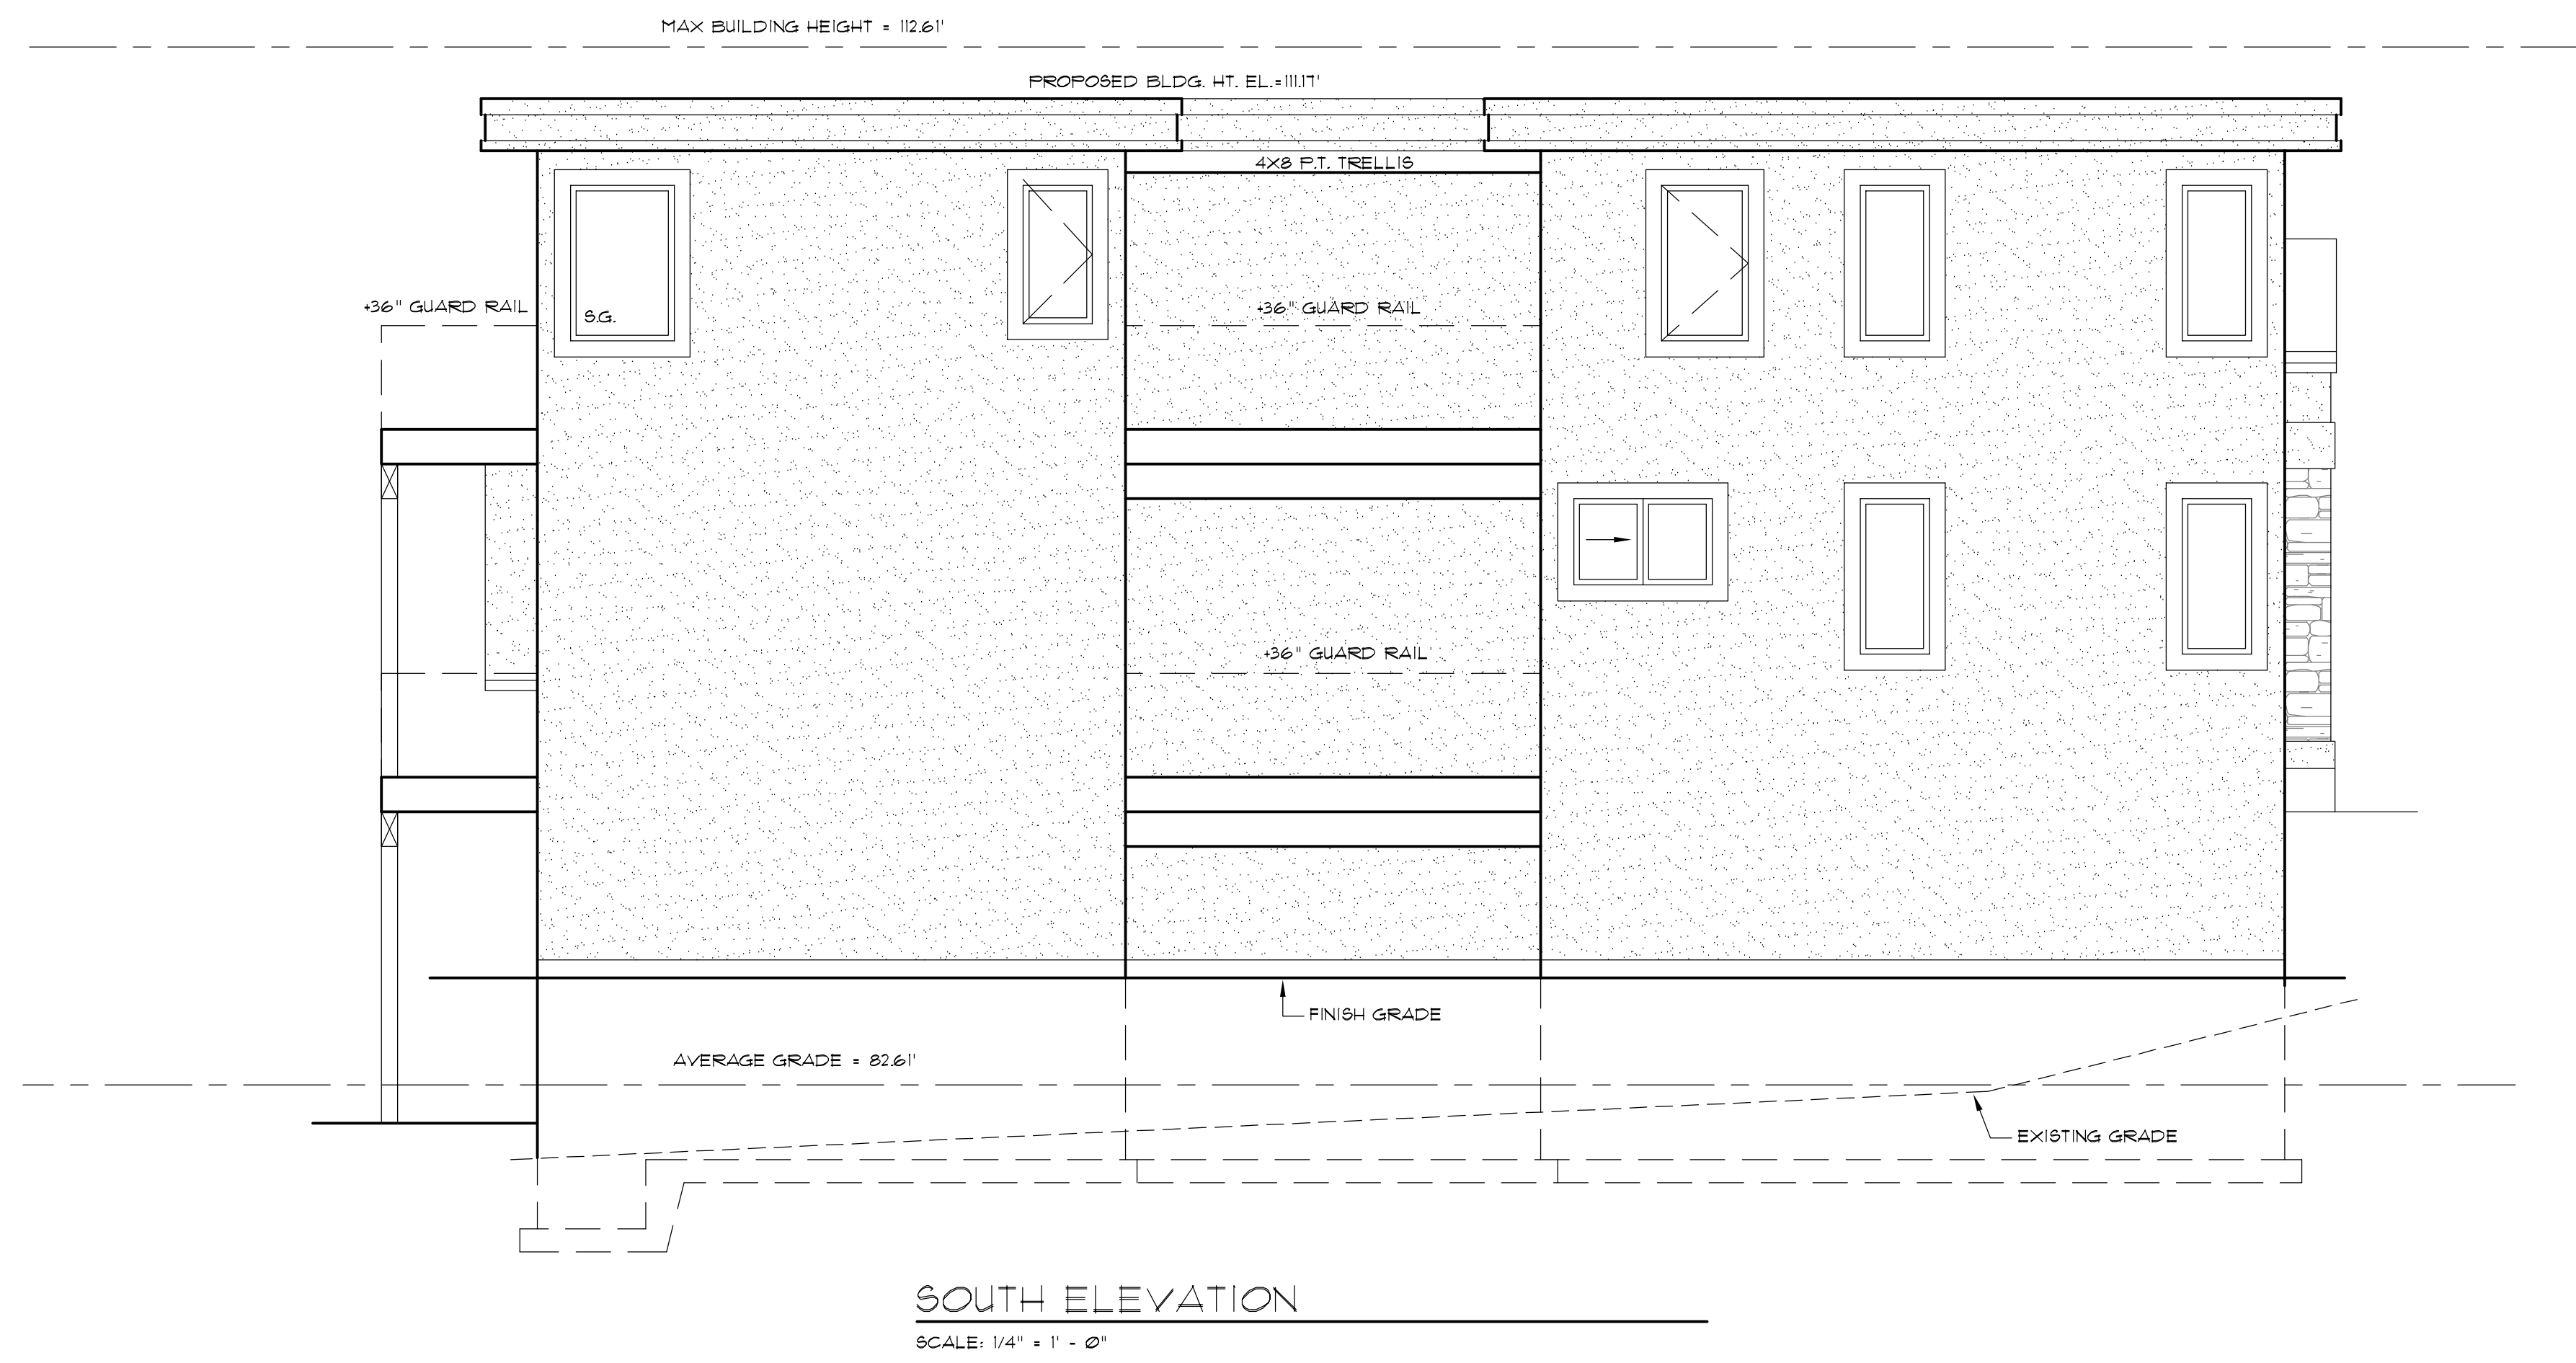 MAX BUILDING HEIGHT = 112.61'
PROPOSED BLDG. HT. EL.=111.17'
4X8 P.T. TRELLIS
+36" GUARD RAIL
+36" GUARD RAIL
S.G.
+36" GUARD RAIL
FINISH GRADE
AVERAGE GRADE = 82.61'
EXISTING GRADE
SOUTH ELEVATION
SCALE: 1/4" = 1' - 0"